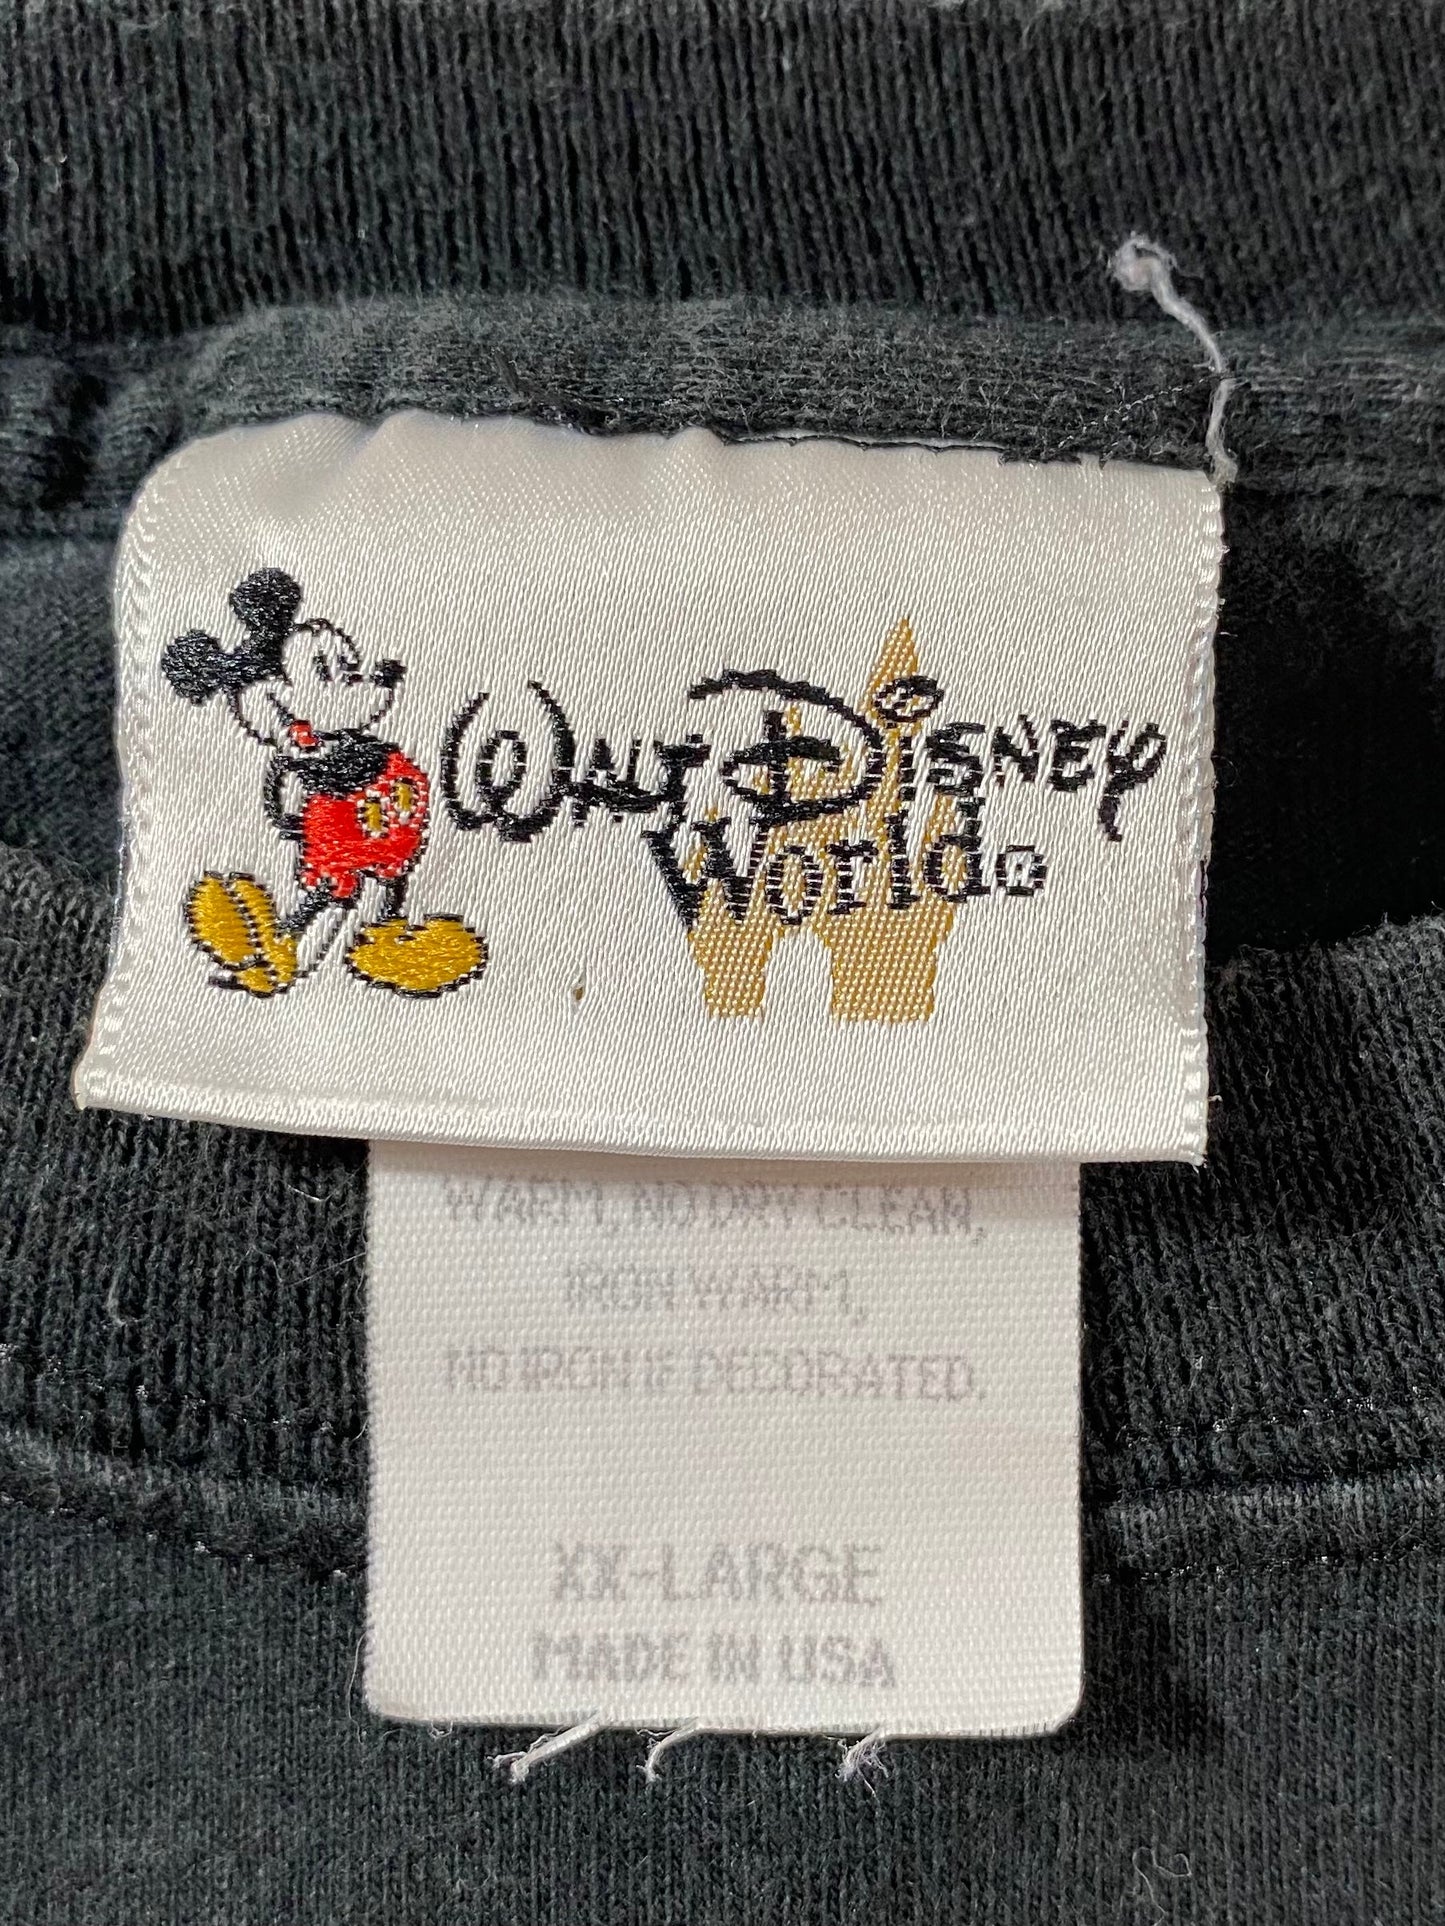 Walt Disney
World®
WARM, NO DRY CLEAN,
IRON WARM,
NO IRON IF DECORATED.
XX-LARGE
MADE IN USA